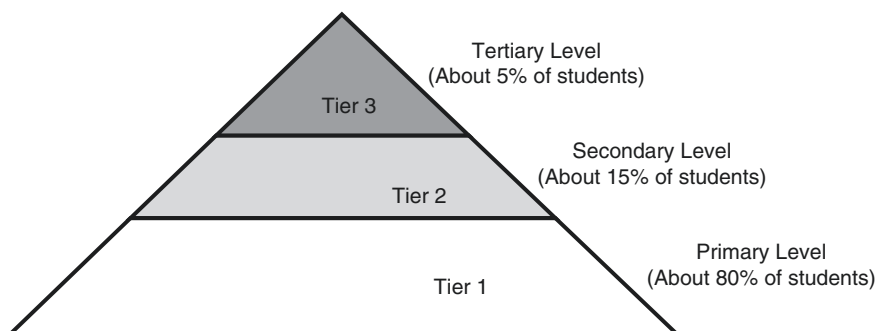 Tertiary Level
(About 5% of students)
Tier 3
Secondary Level
(About 15% of students)
Tier 2
Primary Level
(About 80% of students)
Tier 1